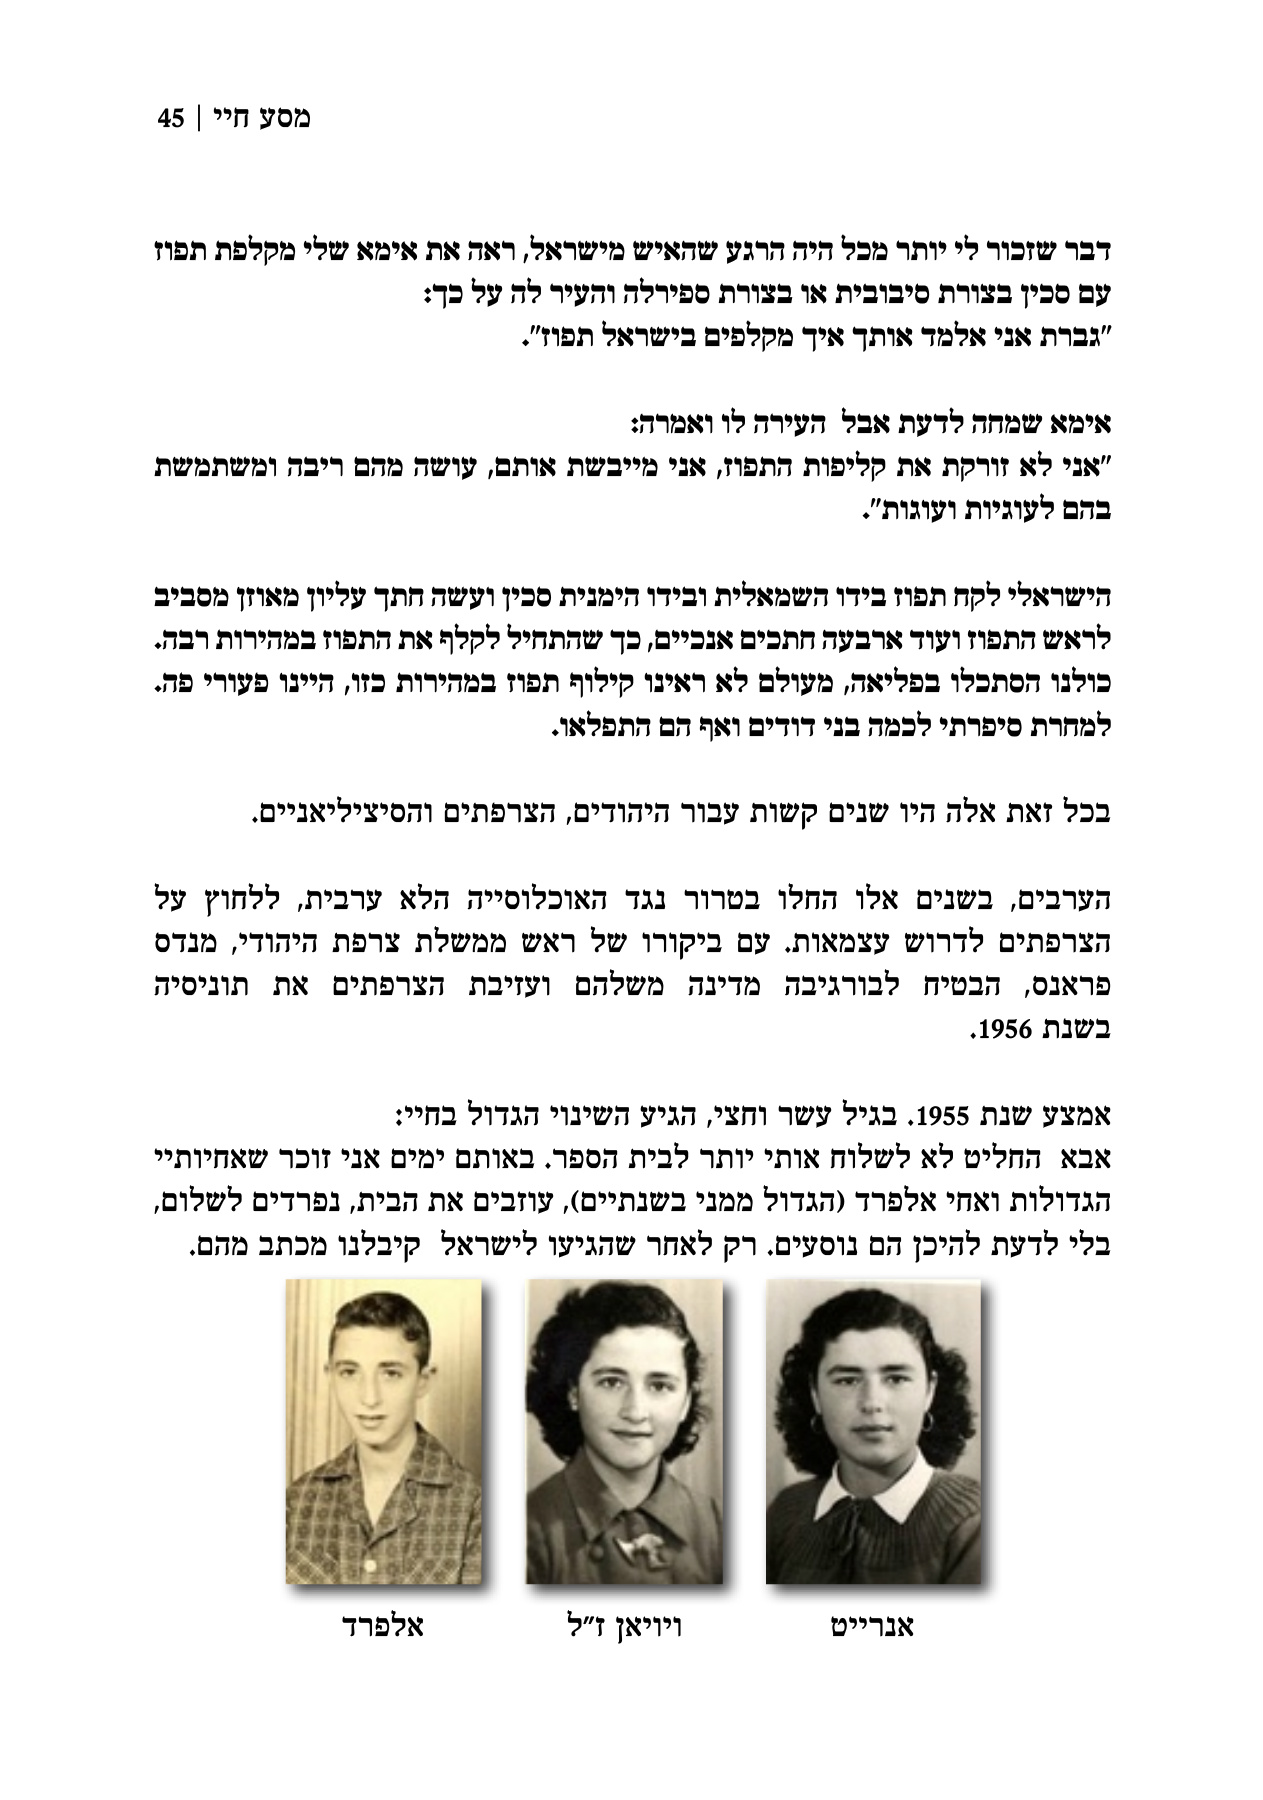 מסע חיי | 45
דבר שזכור לי יותר מכל היה הרגע שהאיש מישראל, ראה את אימא שלי מקלפת תפוז
עם סכין בצורת סיבובית או בצורת ספירלה והעיר לה על כך:
"גברת אני אלמד אותך איך מקלפים בישראל תפוז".
אימא שמחה לדעת אבל העירה לו ואמרה:
"אני לא זורקת את קליפות התפוז, אני מייבשת אותם, עושה מהם ריבה ומשתמשת
בהם לעוגיות ועוגות".
הישראלי לקח תפוז בידו השמאלית ובידו הימנית סכין ועשה חתך עליון מאוזן מסביב
לראש התפוז ועוד ארבעה חתכים אנכיים, כך שהתחיל לקלף את התפוז במהירות רבה.
כולנו הסתכלו בפליאה, מעולם לא ראינו קילוף תפוז במהירות כזו, היינו פעורי פה.
למחרת סיפרתי לכמה בני דודים ואף הם התפלאו.
בכל זאת אלה היו שנים קשות עבור היהודים, הצרפתים והסיציליאניים.
הערבים, בשנים אלו החלו בטרור נגד האוכלוסייה הלא ערבית, ללחוץ על
הצרפתים לדרוש עצמאות. עם ביקורו של ראש ממשלת צרפת היהודי, מנדס
פראנס, הבטיח לבורגיבה מדינה משלהם ועזיבת הצרפתים את תוניסיה
בשנת 1956.
אמצע שנת 1955. בגיל עשר וחצי, הגיע השינוי הגדול בחיי:
אבא החליט לא לשלוח אותי יותר לבית הספר. באותם ימים אני זוכר שאחיותיי
הגדולות ואחי אלפרד (הגדול ממני בשנתיים), עוזבים את הבית, נפרדים לשלום,
בלי לדעת להיכן הם נוסעים. רק לאחר שהגיעו לישראל קיבלנו מכתב מהם.
אנרייט
ויויאן ז"ל
אלפרד